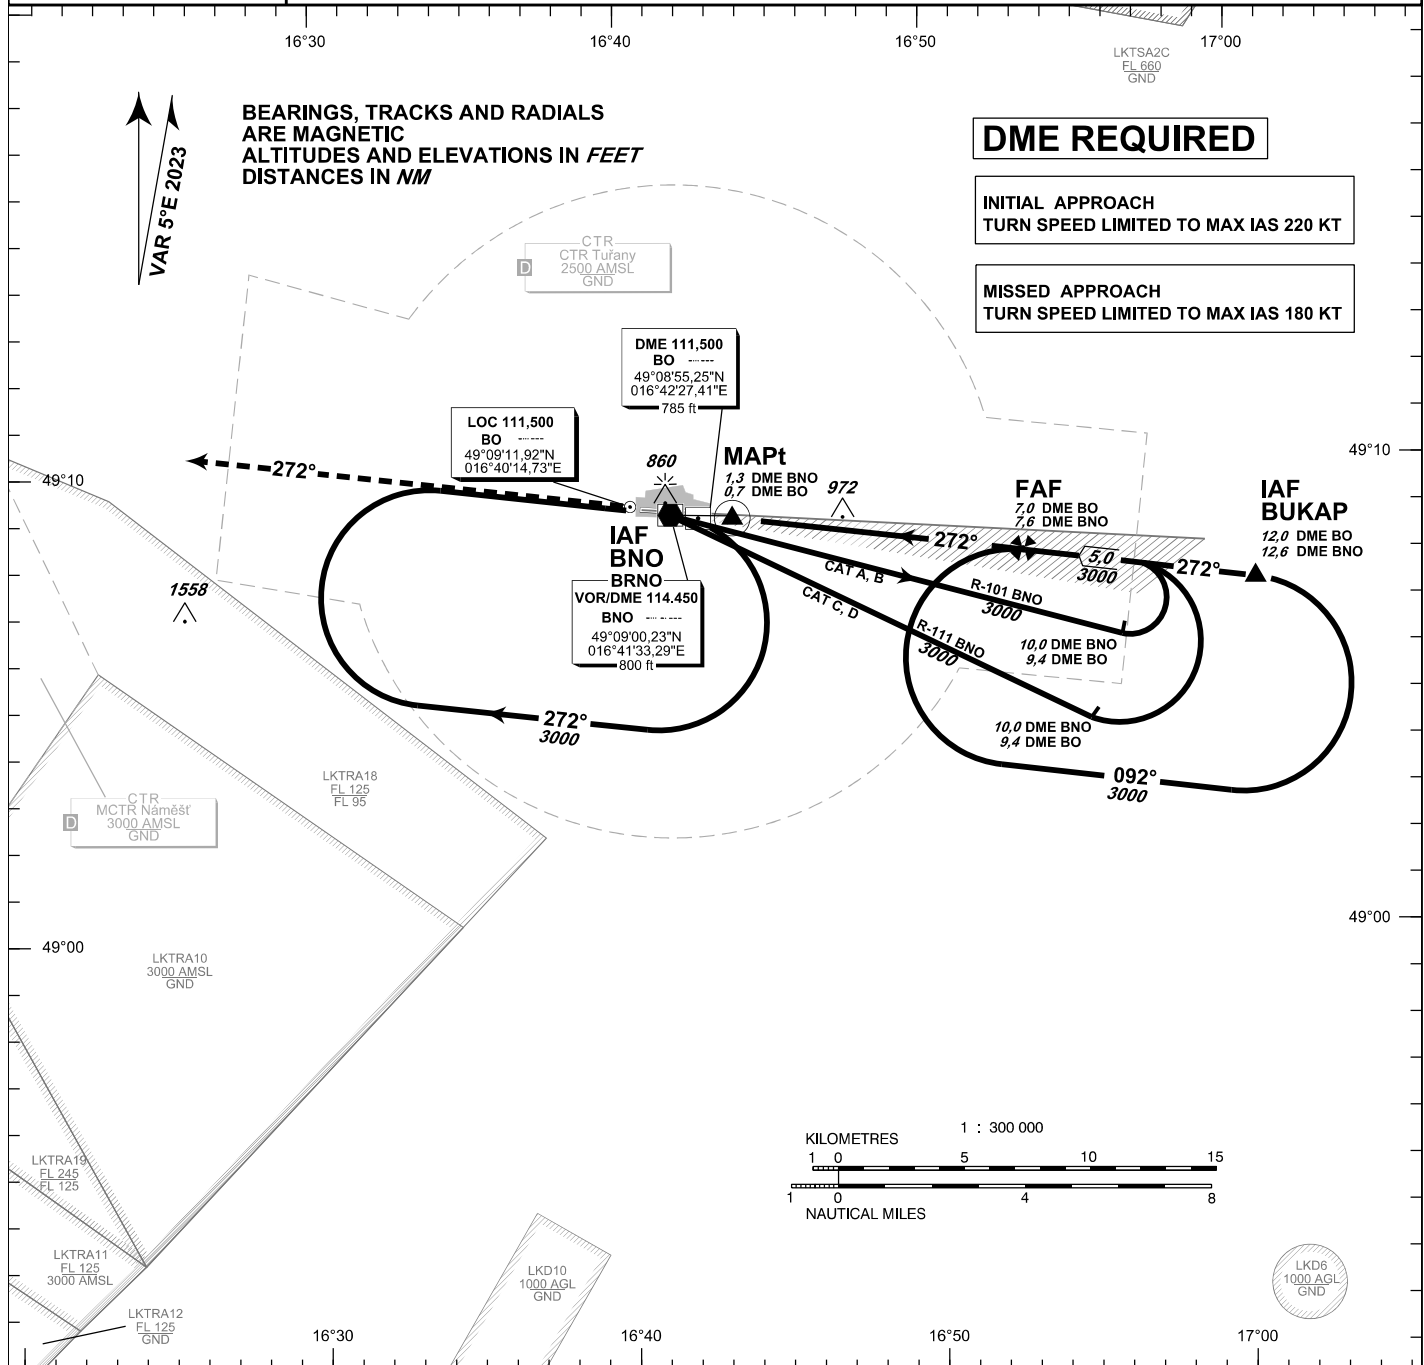 16°30
16°40
16°50
17°00
LKTSA2C
FL 660
GND
VAR 5°E 2023
BEARINGS, TRACKS AND RADIALS
ARE MAGNETIC
ALTITUDES AND ELEVATIONS IN FEET
DISTANCES IN NM
DME REQUIRED
INITIAL APPROACH
TURN SPEED LIMITED TO MAX IAS 220 KT
MISSED APPROACH
TURN SPEED LIMITED TO MAX IAS 180 KT
CTR
CTR Tuřany
D
2500 AMSL
GND
DME 111,500
BO -··· ---
49°08'55,25"N
016°42'27,41"E
785 ft
LOC 111,500
BO -··· ---
49°09'11,92"N
016°40'14,73"E
49°10
49°10
272°
860
MAPt
1,3 DME BNO
0,7 DME BO
972
FAF
7,0 DME BO
7,6 DME BNO
IAF
BUKAP
12,0 DME BO
12,6 DME BNO
IAF
BNO
BRNO
VOR/DME 114.450
BNO -··· -· ---
49°09'00,23"N
016°41'33,29"E
800 ft
272°
5,0
3000
272°
CAT A, B
R-101 BNO
3000
CAT C, D
R-111 BNO
3000
10,0 DME BNO
9,4 DME BO
10,0 DME BNO
9,4 DME BO
1558
272°
3000
092°
3000
LKTRA18
FL 125
FL 95
CTR
MCTR Náměšť
D
3000 AMSL
GND
49°00
49°00
LKTRA10
3000 AMSL
GND
1 : 300 000
KILOMETRES
1 0 5 10 15
1 0 4 8
NAUTICAL MILES
LKTRA19
FL 245
FL 125
LKTRA11
FL 125
3000 AMSL
LKTRA12
FL 125
GND
LKD10
1000 AGL
GND
LKD6
1000 AGL
GND
16°30
16°40
16°50
17°00